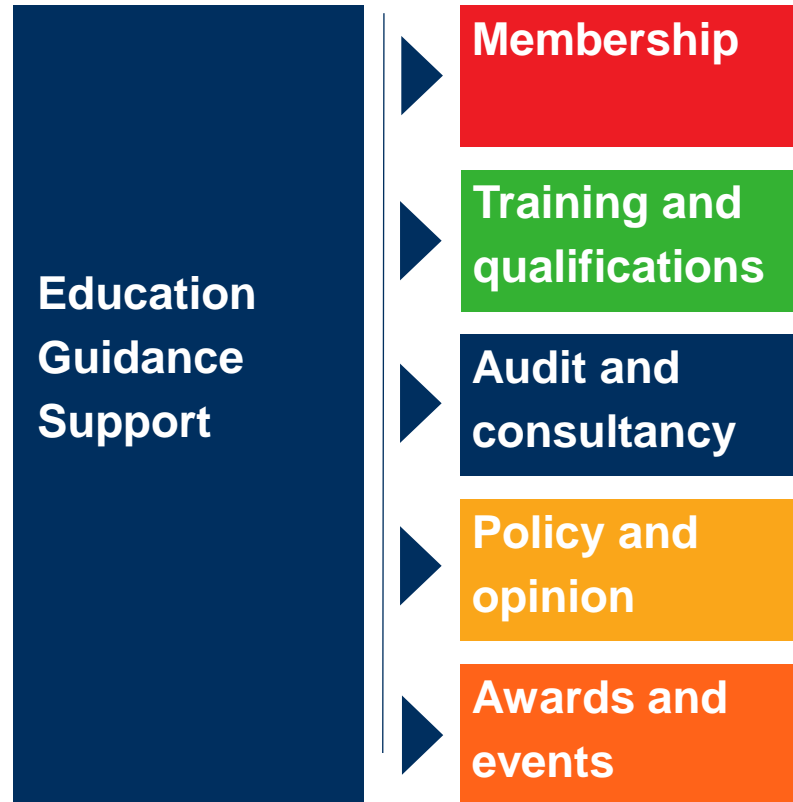 Education
Guidance
Support
Membership
Training and
qualifications
Audit and
consultancy
Policy and
opinion
Awards and
events